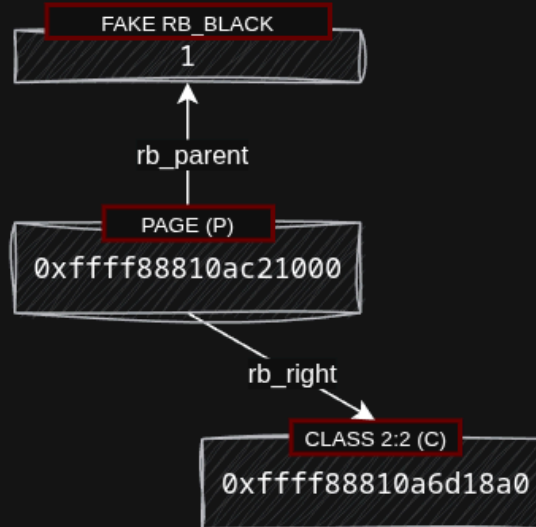 FAKE RB_BLACK
1
rb_parent
PAGE (P)
0xffff88810ac21000
rb_right
CLASS 2:2 (C)
0xffff88810a6d18a0